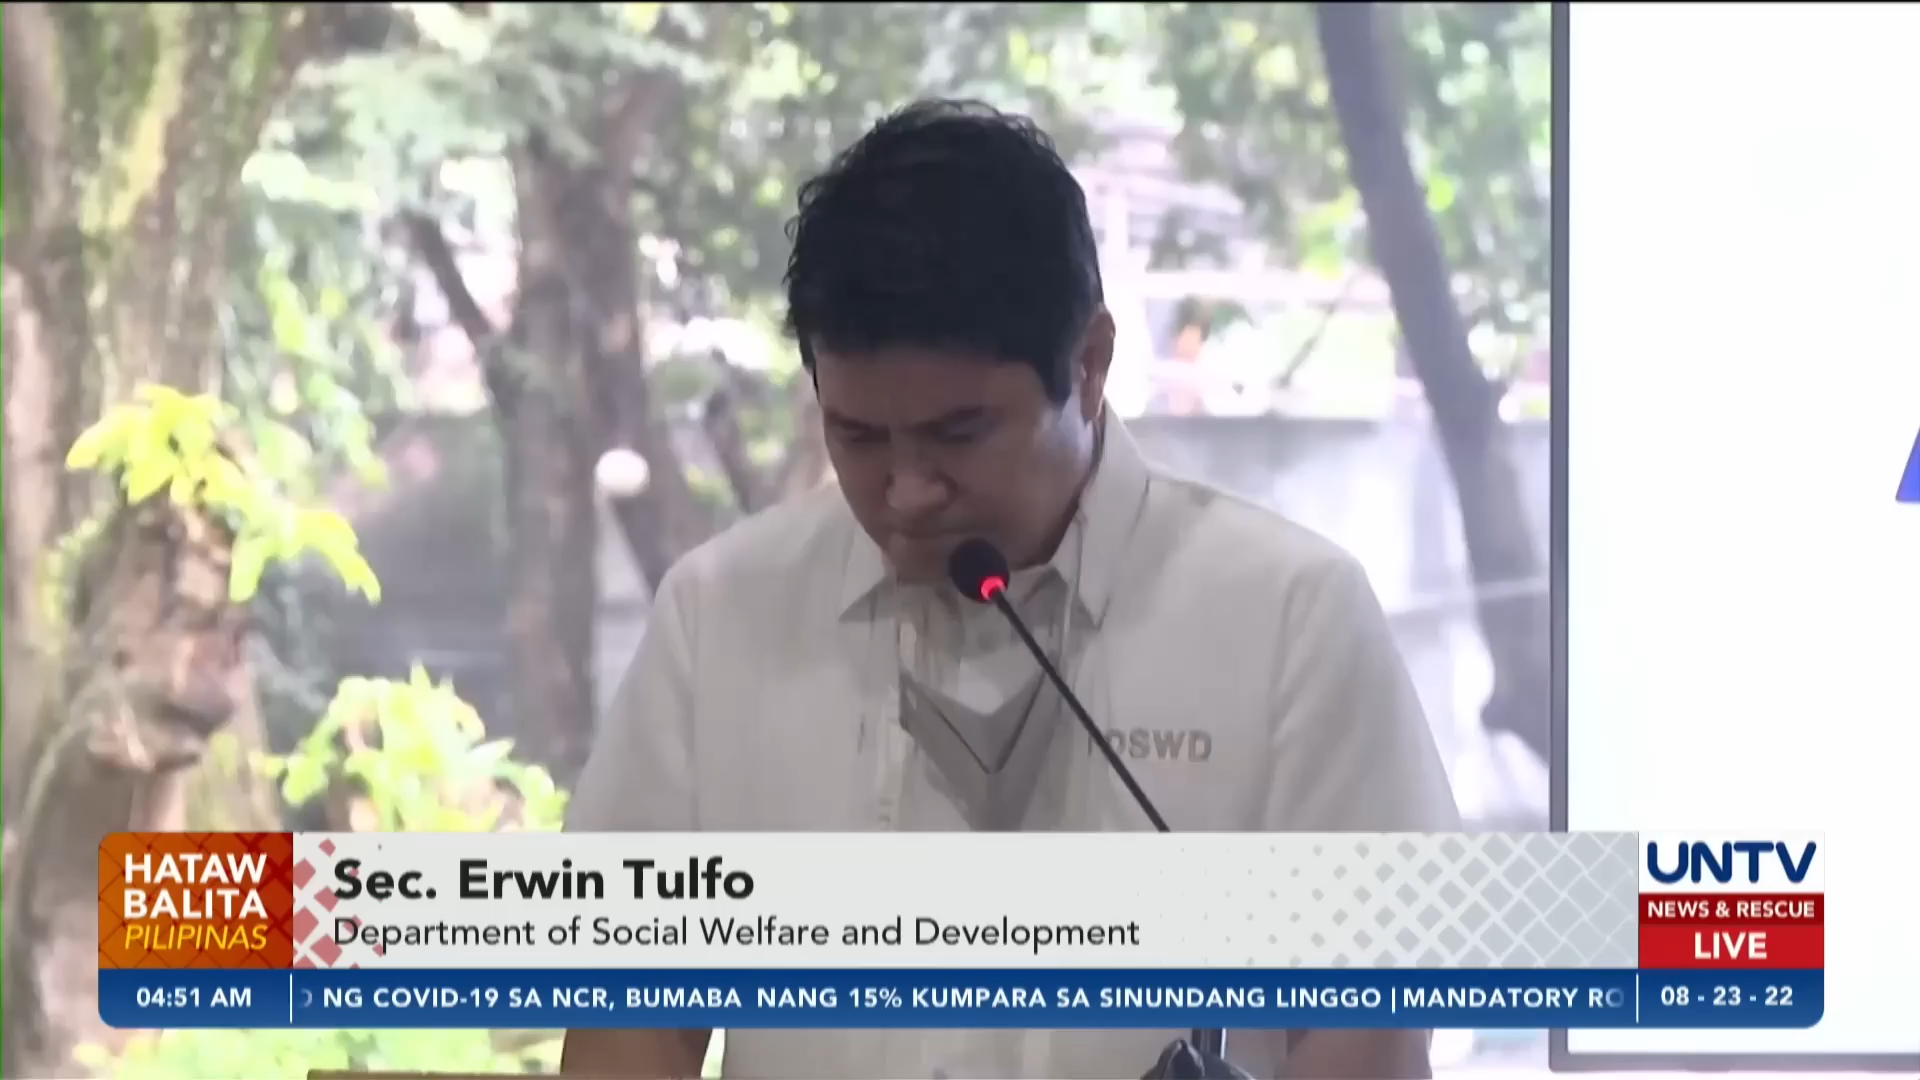 DSWD
HATAW
BALITA
PILIPINAS
Sec. Erwin Tulfo
Department of Social Welfare and Development
UNTV
NEWS & RESCUE
LIVE
04:51 AM
NG COVID-19 SA NCR, BUMABA NANG 15% KUMPARA SA SINUNDANG LINGGO | MANDATORY
08 - 23 - 22